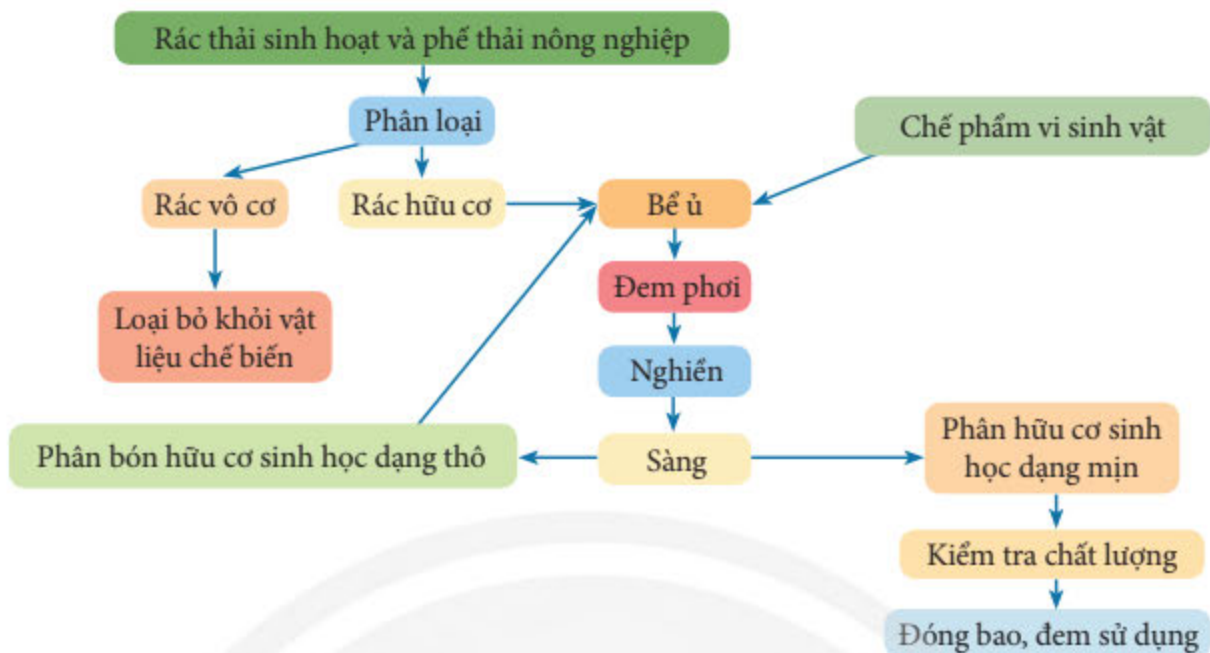 Rác thải sinh hoạt và phế thải nông nghiệp
Phân loại
Chế phẩm vi sinh vật
Rác vô cơ
Rác hữu cơ
Bể ủ
Đem phơi
Loại bỏ khỏi vật
liệu chế biến
Nghiền
Phân bón hữu cơ sinh học dạng thô
Sàng
Phân hữu cơ sinh
học dạng mịn
Kiểm tra chất lượng
Đóng bao, đem sử dụng